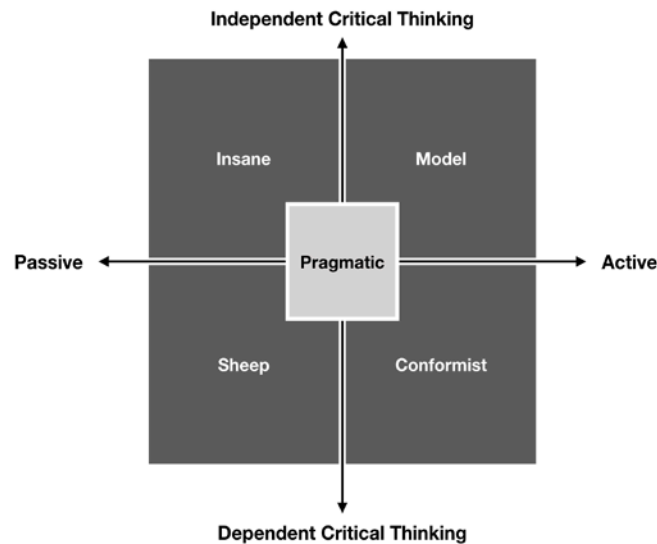 Independent Critical Thinking
Insane
Model
Passive
Pragmatic
Active
Sheep
Conformist
Dependent Critical Thinking